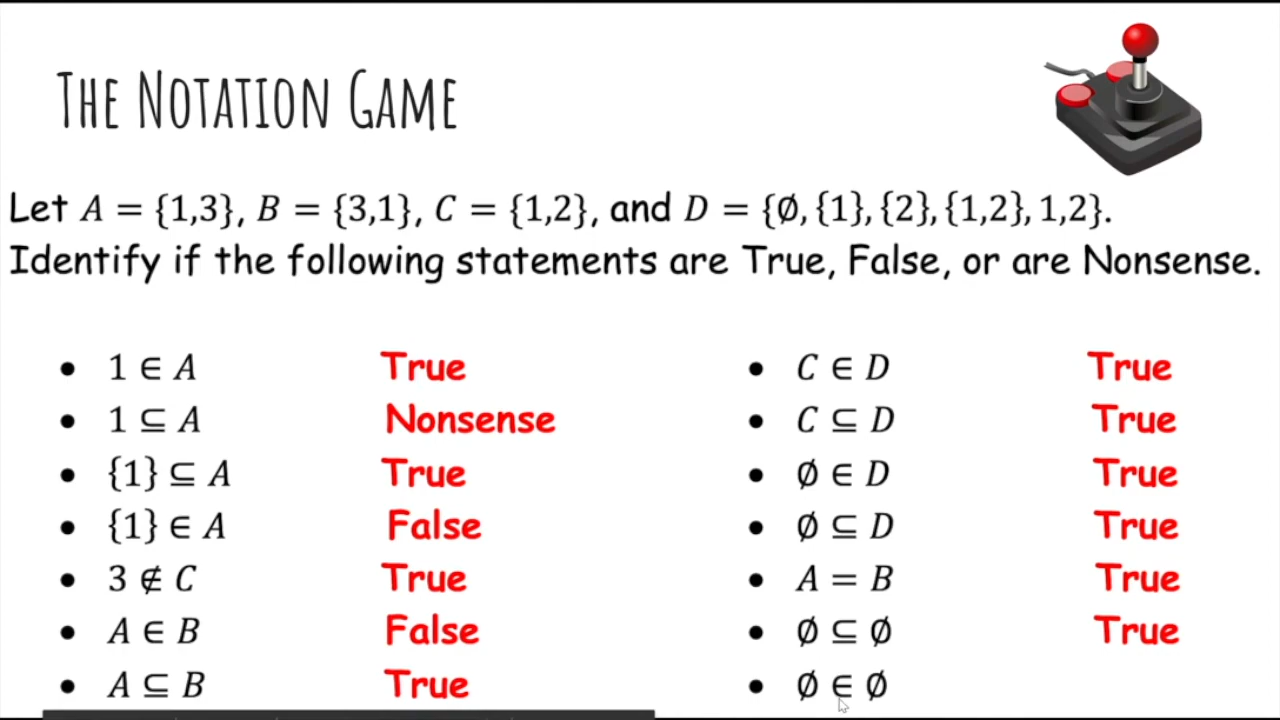 THE NOTATION GAME
Let A = {1,3}, B = {3,1}, C = {1,2}, and D = {∅, {1}, {2}, {1,2}, 1,2}.
Identify if the following statements are True, False, or are Nonsense.
• 1 ∈ A True
• 1 ⊆ A Nonsense
• {1} ⊆ A True
• {1} ∈ A False
• 3 ∉ C True
• A ∈ B False
• A ⊆ B True
• C ∈ D True
• C ⊆ D True
• ∅ ∈ D True
• ∅ ⊆ D True
• A = B True
• ∅ ⊆ ∅ True
• ∅ ∈ ∅